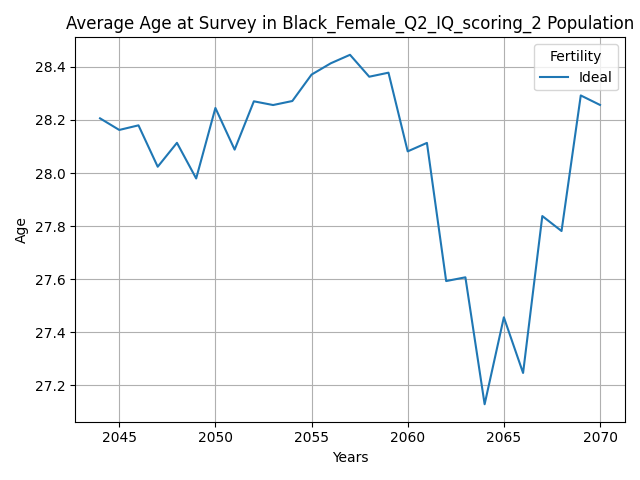 Average Age at Survey in Black_Female_Q2_IQ_scoring_2 Population
Fertility
Ideal
28.4
28.2
28.0
27.8
27.6
27.4
27.2
Age
2045 2050 2055 2060 2065 2070
Years